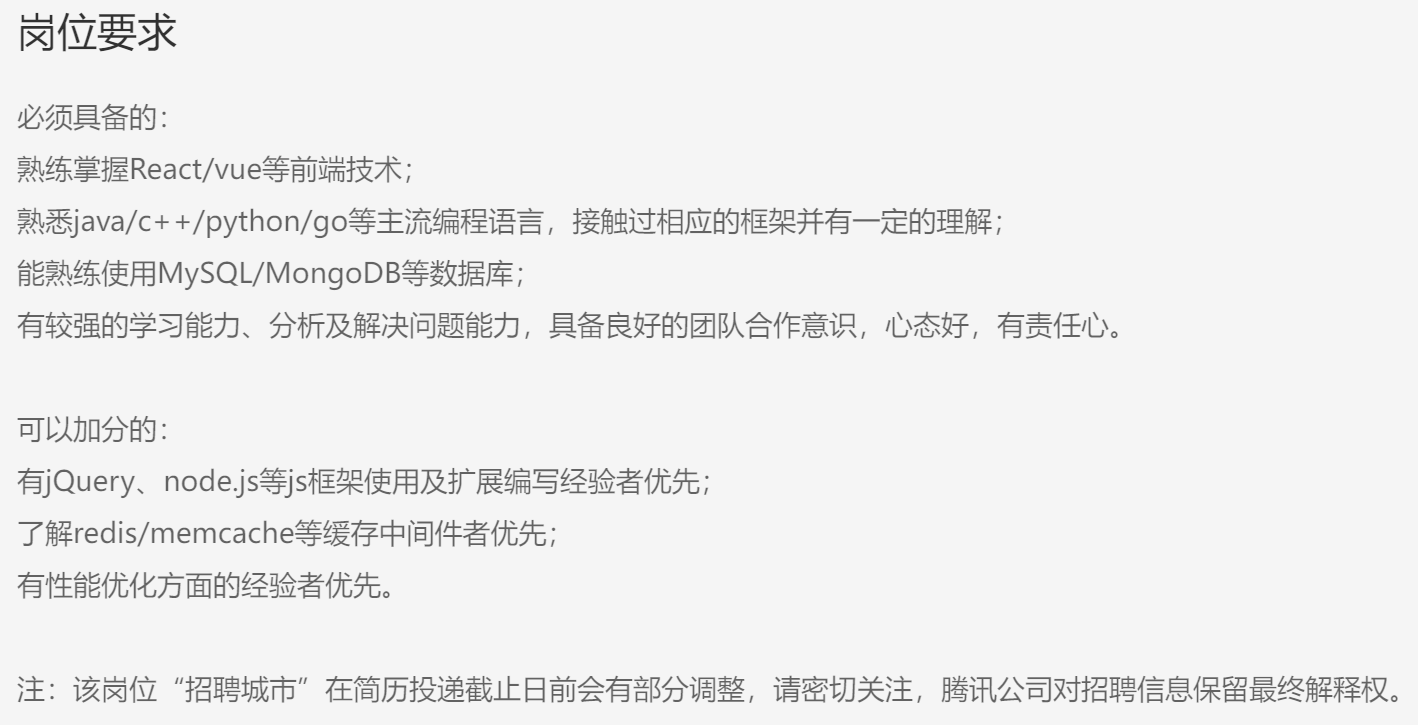 岗位要求
必须具备的：
熟练掌握React/vue等前端技术；
熟悉java/c++/python/go等主流编程语言，接触过相应的框架并有一定的理解；
能熟练使用MySQL/MongoDB等数据库；
有较强的学习能力、分析及解决问题能力，具备良好的团队合作意识，心态好，有责任心。
可以加分的：
有jQuery、node.js等js框架使用及扩展编写经验者优先；
了解redis/memcache等缓存中间件者优先；
有性能优化方面的经验者优先。
注：该岗位“招聘城市”在简历投递截止日前会有部分调整，请密切关注，腾讯公司对招聘信息保留最终解释权。